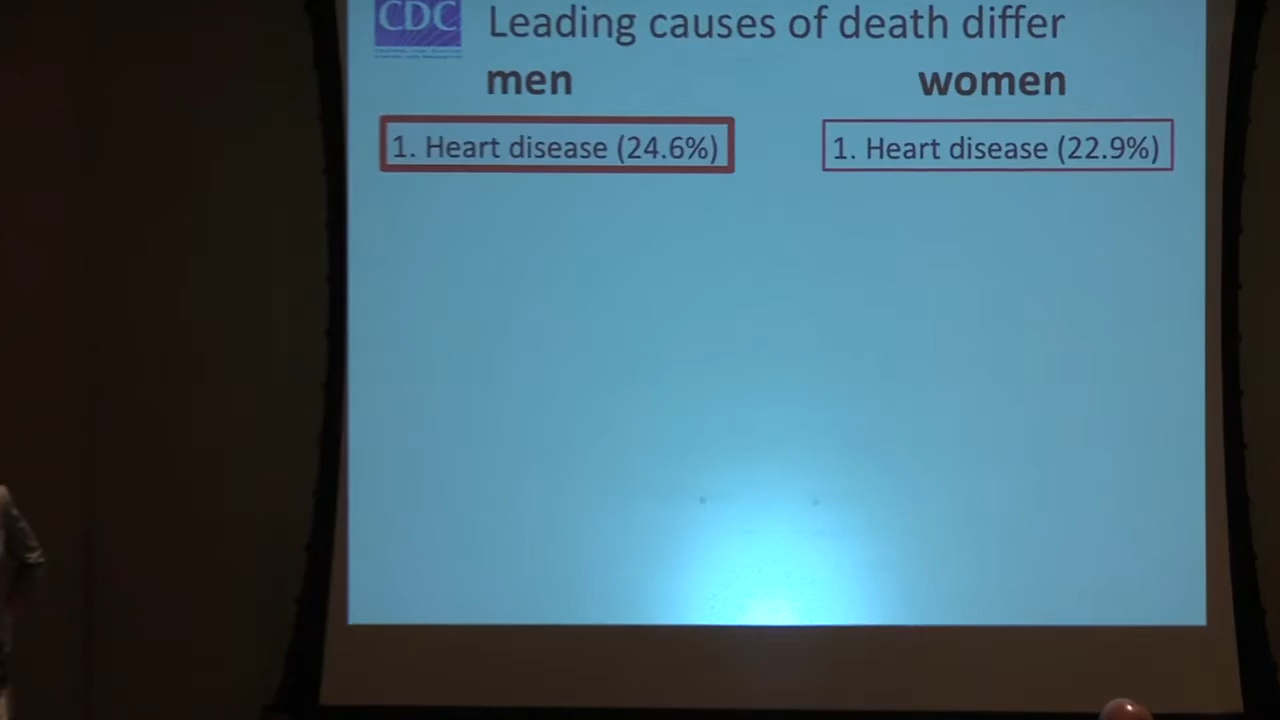 CDC
Leading causes of death differ
men
women
1. Heart disease (24.6%)
1. Heart disease (22.9%)